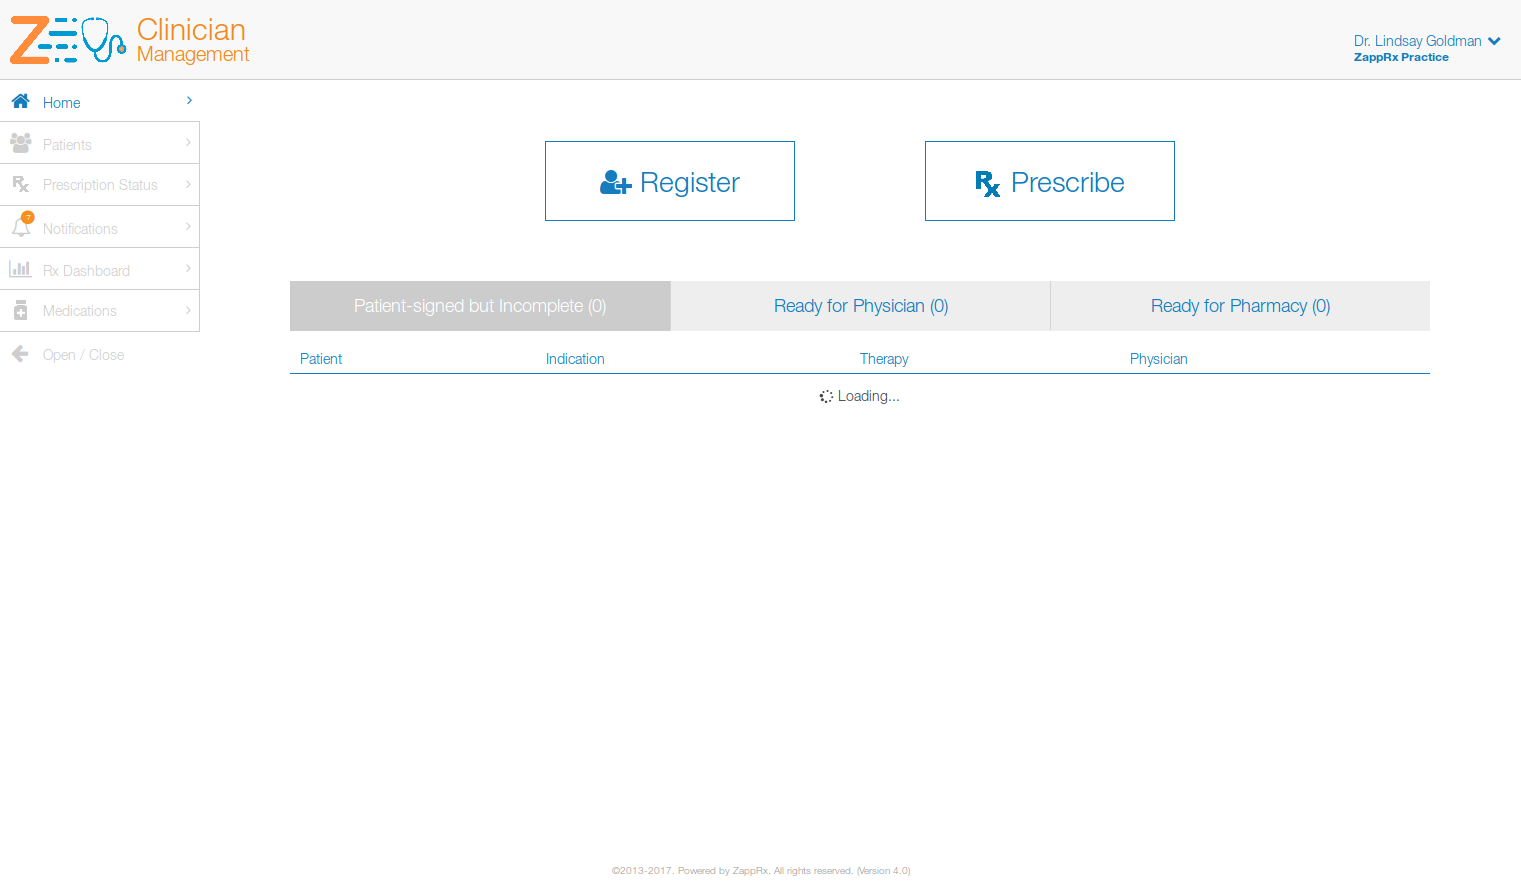 Clinician
Management
Dr. Lindsay Goldman
ZappRx Practice
Home
Patients
Prescription Status
7
Notifications
Rx Dashboard
Medications
Open / Close
Register
Rx Prescribe
Patient-signed but Incomplete (0)
Ready for Physician (0)
Ready for Pharmacy (0)
Patient Indication Therapy Physician
Loading...
©2013-2017. Powered by ZappRx. All rights reserved. (Version 4.0)